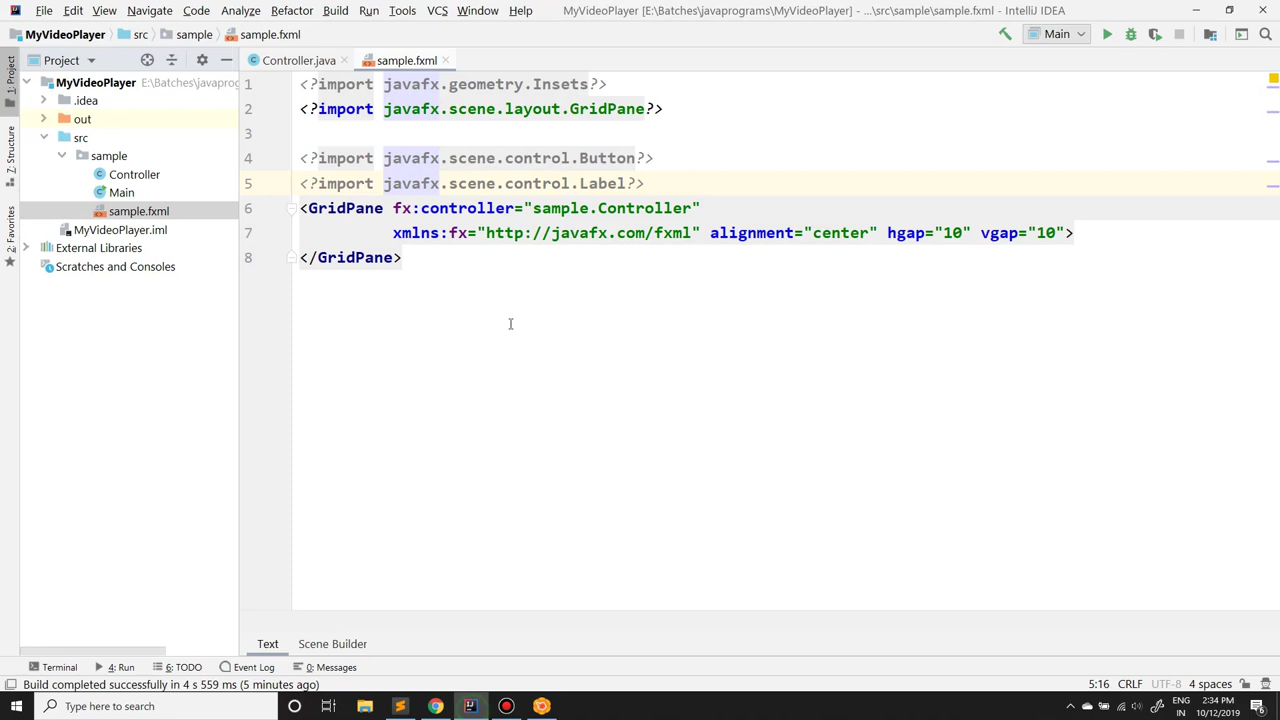 File Edit View Navigate Code Analyze Refactor Build Run Tools VCS Window Help MyVideoPlayer [E:\Batches\javaprograms\MyVideoPlayer] - ...\src\sample\sample.fxml - IntelliJ IDEA
MyVideoPlayer src sample sample.fxml Main
Project Controller.java sample.fxml
1: Project
Z: Structure
2: Favorites
MyVideoPlayer E:\Batches\javaprog
.idea
out
src
sample
Controller
Main
sample.fxml
MyVideoPlayer.iml
External Libraries
Scratches and Consoles
1 <?import javafx.geometry.Insets?>
2 <?import javafx.scene.layout.GridPane?>
3
4 <?import javafx.scene.control.Button?>
5 <?import javafx.scene.control.Label?>
6 <GridPane fx:controller="sample.Controller"
7 xmlns:fx="http://javafx.com/fxml" alignment="center" hgap="10" vgap="10">
8 </GridPane>
Text Scene Builder
Terminal 4: Run 6: TODO Event Log 0: Messages
Build completed successfully in 4 s 559 ms (5 minutes ago) 5:16 CRLF UTF-8 4 spaces
Type here to search
ENG 2:34 PM
IN 10/12/2019